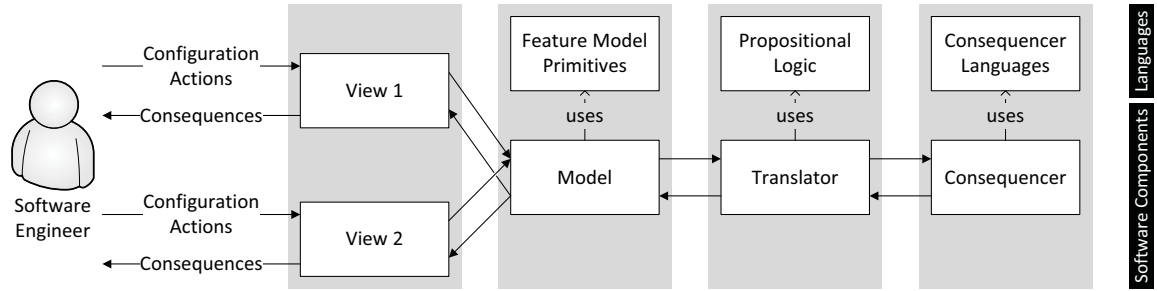 Configuration
Actions
Consequences
View 1
Software
Engineer
Configuration
Actions
Consequences
View 2
Feature Model
Primitives
uses
Model
Propositional
Logic
uses
Translator
Consequencer
Languages
uses
Consequencer
Languages
Software Components